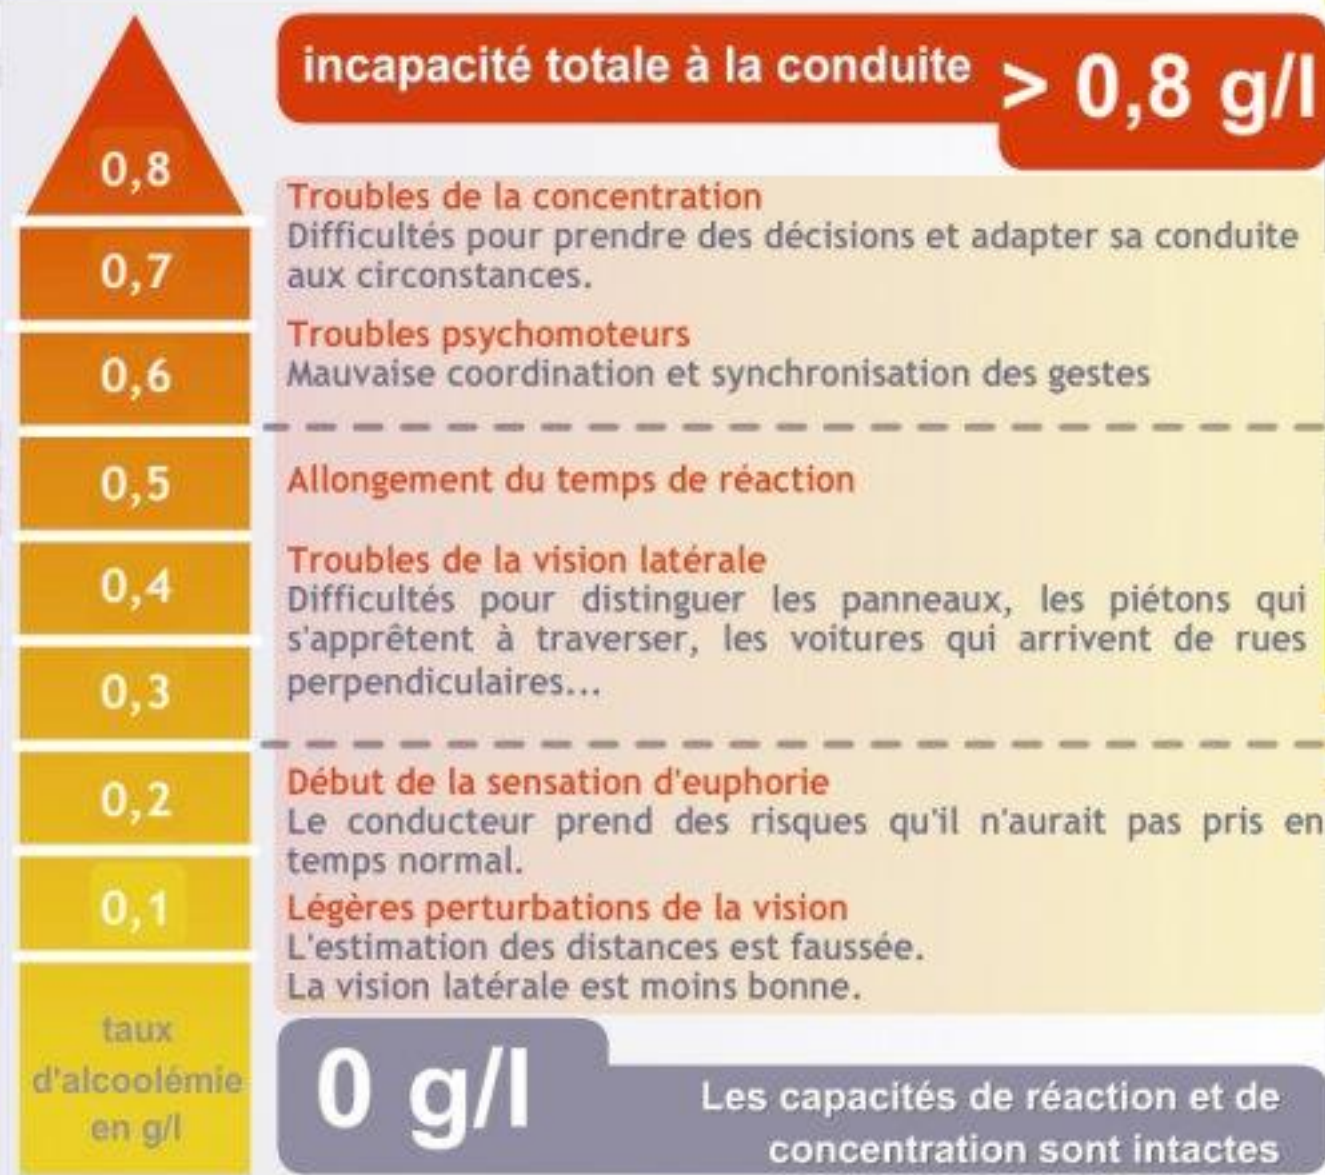 incapacité totale à la conduite > 0,8 g/l
0,8
Troubles de la concentration
Difficultés pour prendre des décisions et adapter sa conduite
aux circonstances.
0,7
Troubles psychomoteurs
Mauvaise coordination et synchronisation des gestes
0,6
0,5
Allongement du temps de réaction
Troubles de la vision latérale
0,4
Difficultés pour distinguer les panneaux, les piétons qui
s'apprêtent à traverser, les voitures qui arrivent de rues
perpendiculaires...
0,3
Début de la sensation d'euphorie
0,2
Le conducteur prend des risques qu'il n'aurait pas pris en
temps normal.
0,1
Légères perturbations de la vision
L'estimation des distances est faussée.
La vision latérale est moins bonne.
taux
d'alcoolémie
en g/l
0 g/l
Les capacités de réaction et de
concentration sont intactes